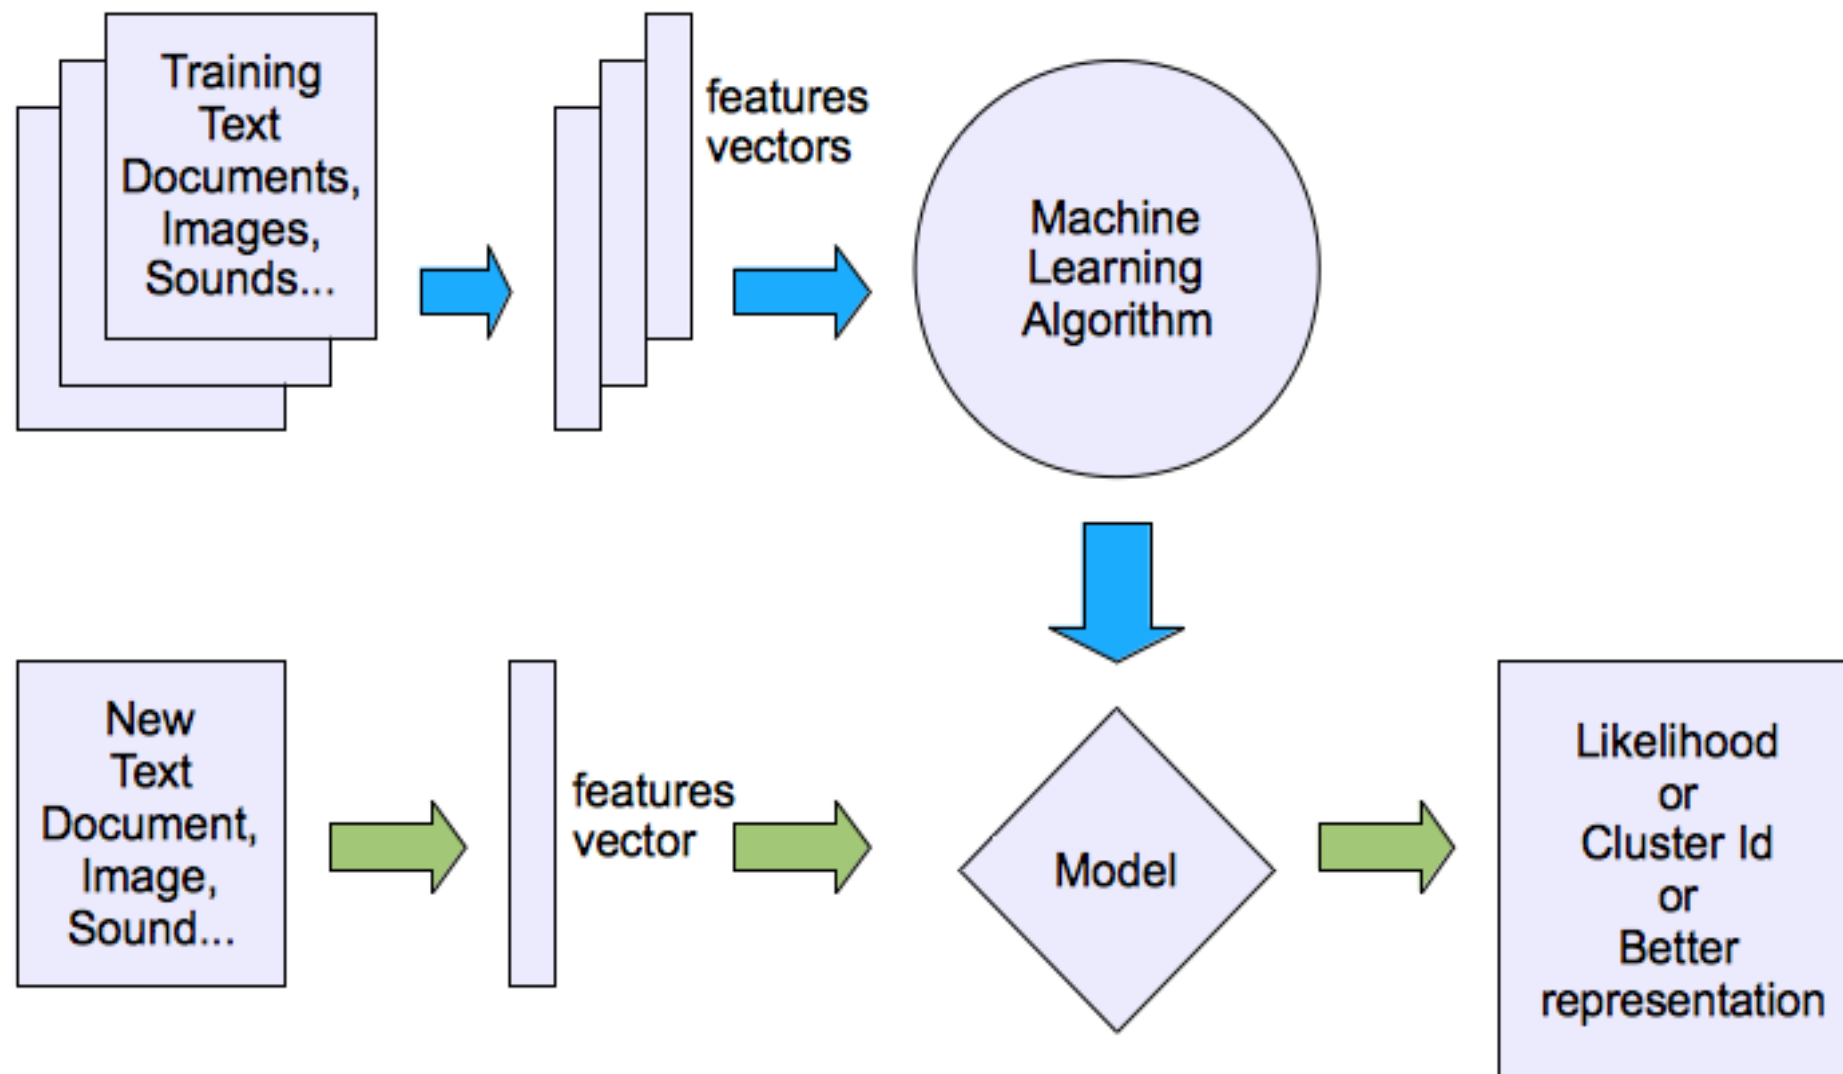 Training
Text
Documents,
Images,
Sounds...
features
vectors
Machine
Learning
Algorithm
New
Text
Document,
Image,
Sound...
features
vector
Model
Likelihood
or
Cluster Id
or
Better
representation